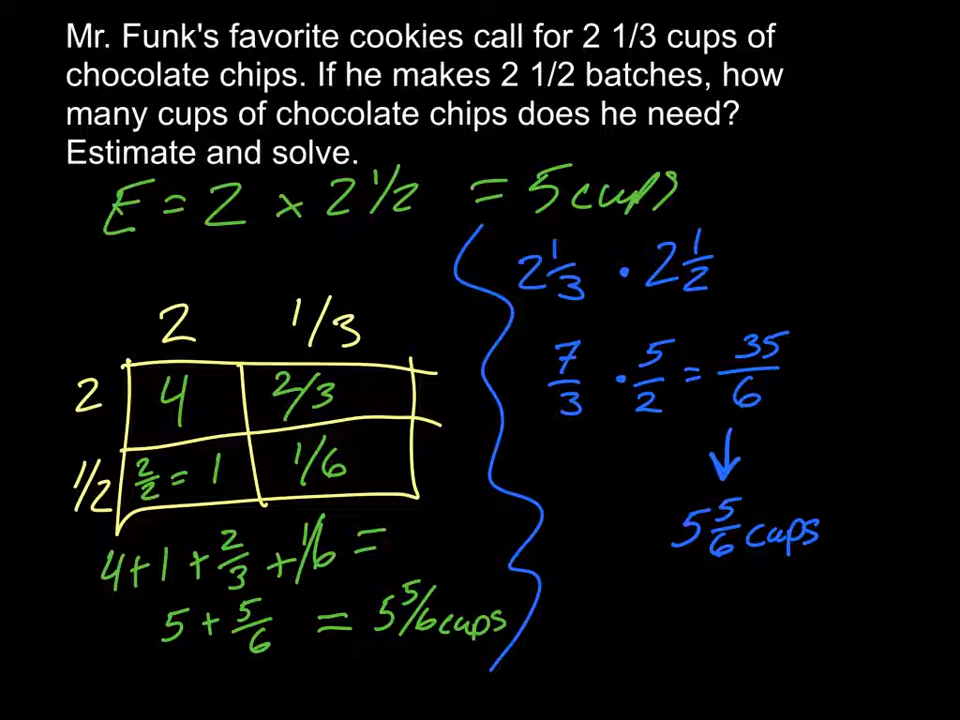 Mr. Funk's favorite cookies call for 2 1/3 cups of
chocolate chips. If he makes 2 1/2 batches, how
many cups of chocolate chips does he need?
Estimate and solve.
E = 2 × 2 1/2 = 5 cups
2 1/3
2 4 2/3
1/2 2/2 = 1 1/6
4 + 1 + 2/3 + 1/6 =
5 + 5/6 = 5 5/6 cups
2 1/3 · 2 1/2
7/3 · 5/2 = 35/6
↓
5 5/6 cups